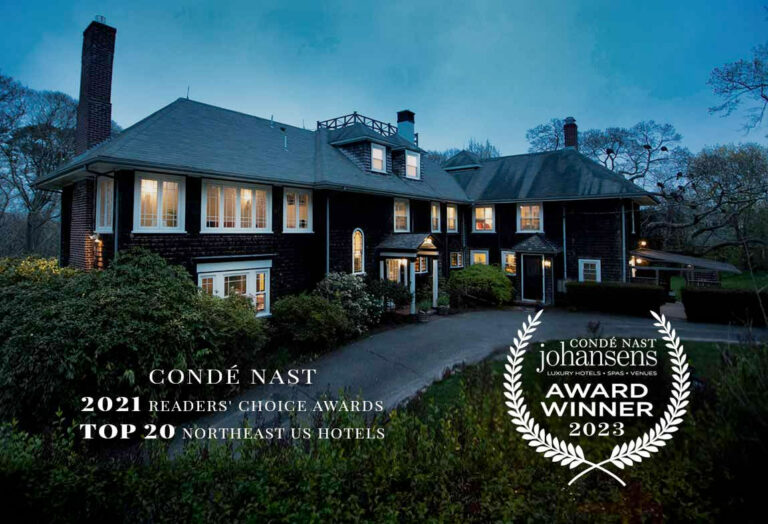 CONDÉ NAST
2021 READERS' CHOICE AWARDS
TOP 20 NORTHEAST US HOTELS
CONDÉ NAST
johansens
LUXURY HOTELS • SPAS • VENUES
AWARD
WINNER
2023